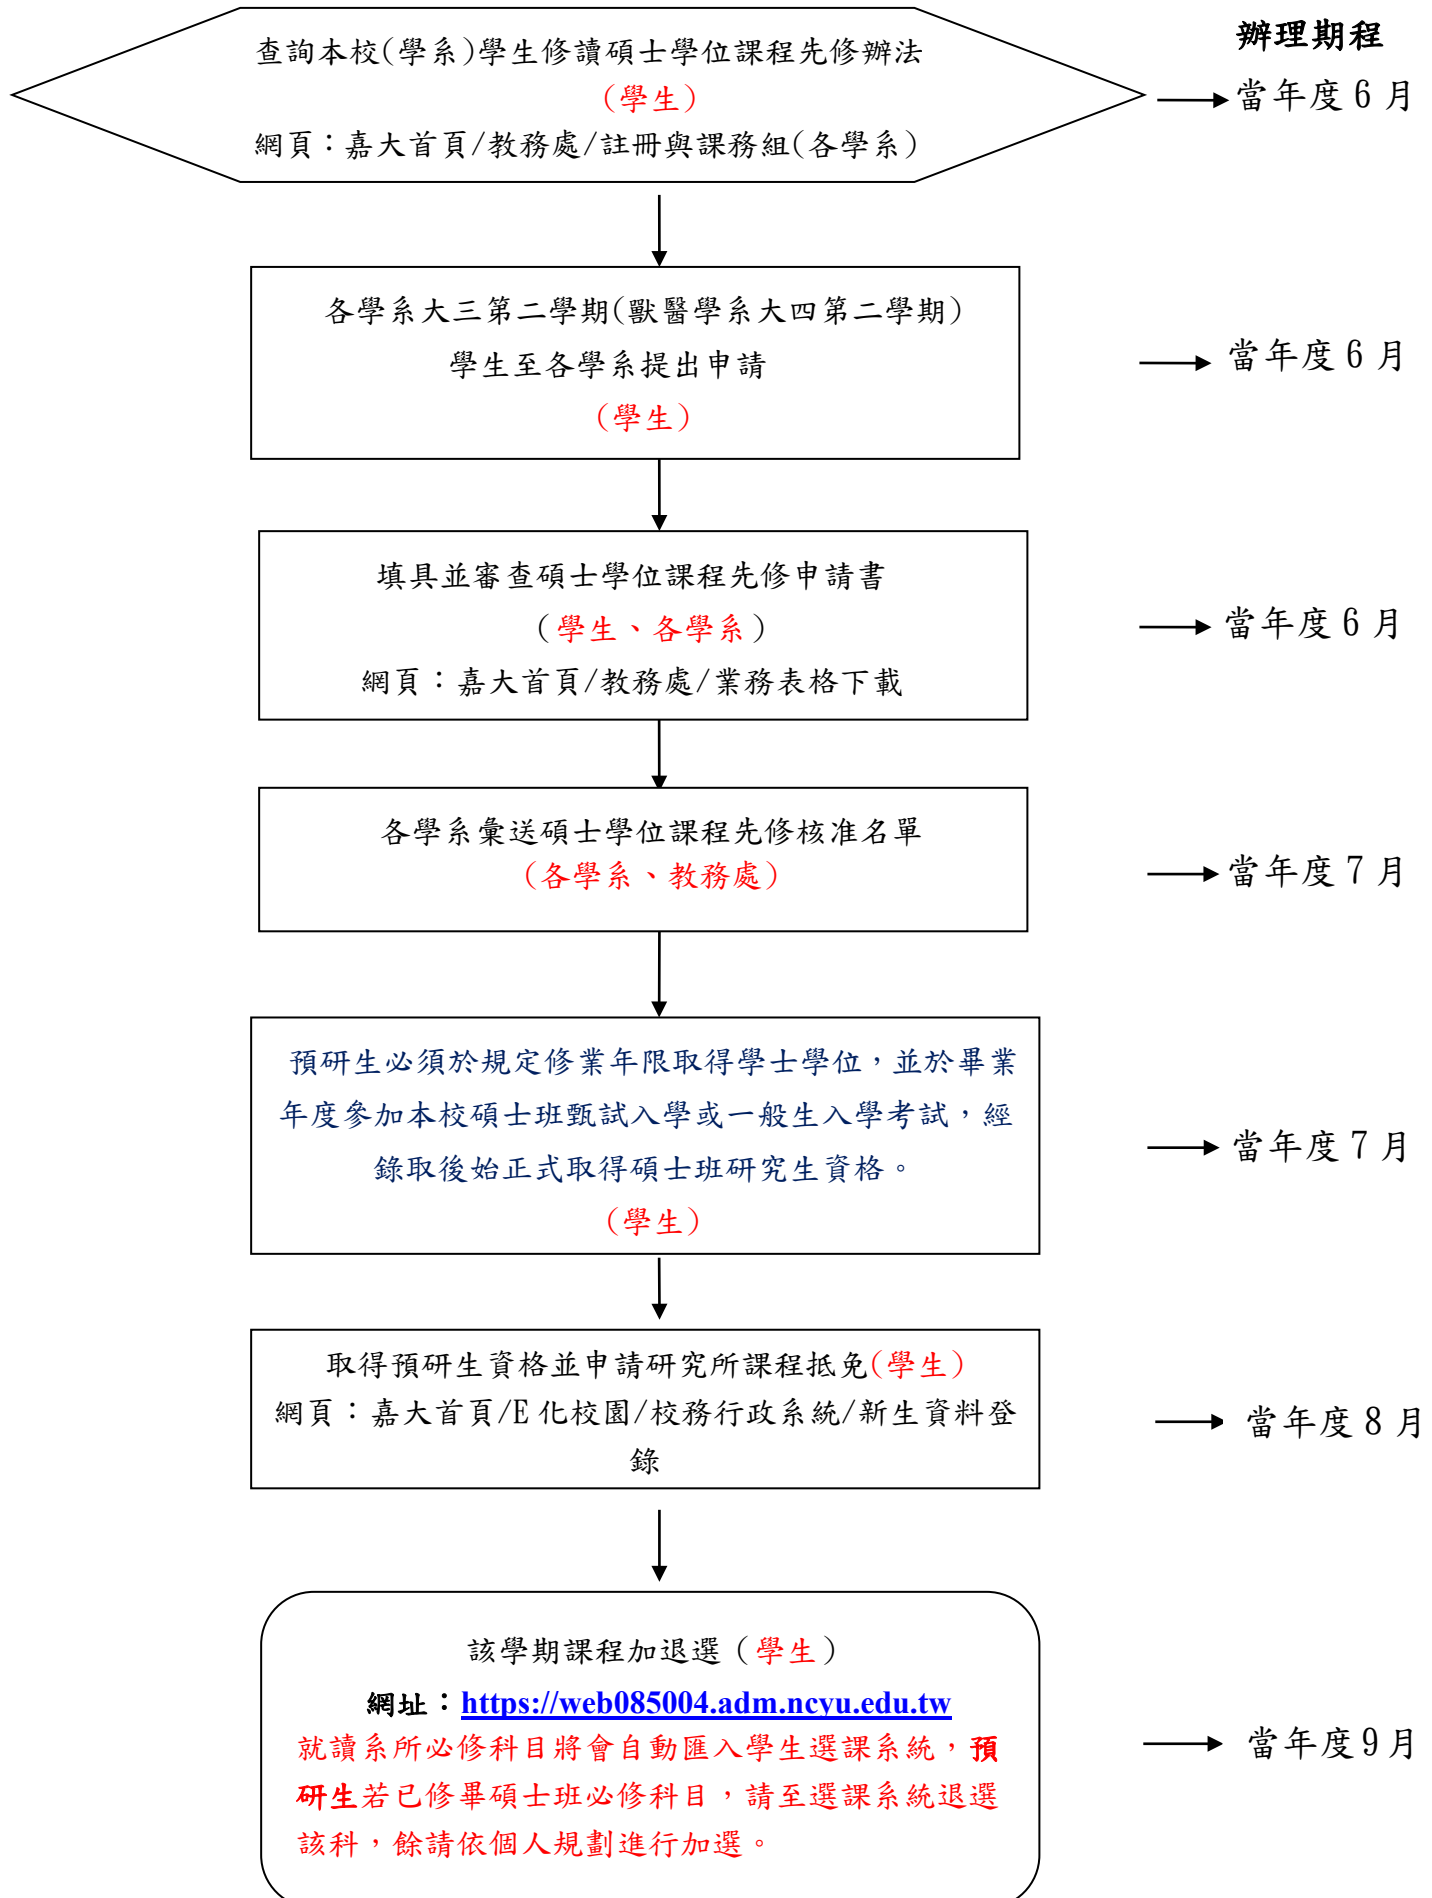 辦理期程
查詢本校(學系)學生修讀碩士學位課程先修辦法
(學生)
網頁：嘉大首頁/教務處/註冊與課務組(各學系)
當年度 6 月
各學系大三第二學期(獸醫學系大四第二學期)
學生至各學系提出申請
(學生)
當年度 6 月
填具並審查碩士學位課程先修申請書
(學生、各學系)
網頁：嘉大首頁/教務處/業務表格下載
當年度 6 月
各學系彙送碩士學位課程先修核准名單
(各學系、教務處)
當年度 7 月
預研生必須於規定修業年限取得學士學位，並於畢業
年度參加本校碩士班甄試入學或一般生入學考試，經
錄取後始正式取得碩士班研究生資格。
(學生)
當年度 7 月
取得預研生資格並申請研究所課程抵免(學生)
網頁：嘉大首頁/E 化校園/校務行政系統/新生資料登
錄
當年度 8 月
該學期課程加退選（學生）
網址：https://web085004.adm.ncyu.edu.tw
就讀系所必修科目將會自動匯入學生選課系統，預
研生若已修畢碩士班必修科目，請至選課系統退選
該科，餘請依個人規劃進行加選。
當年度9月